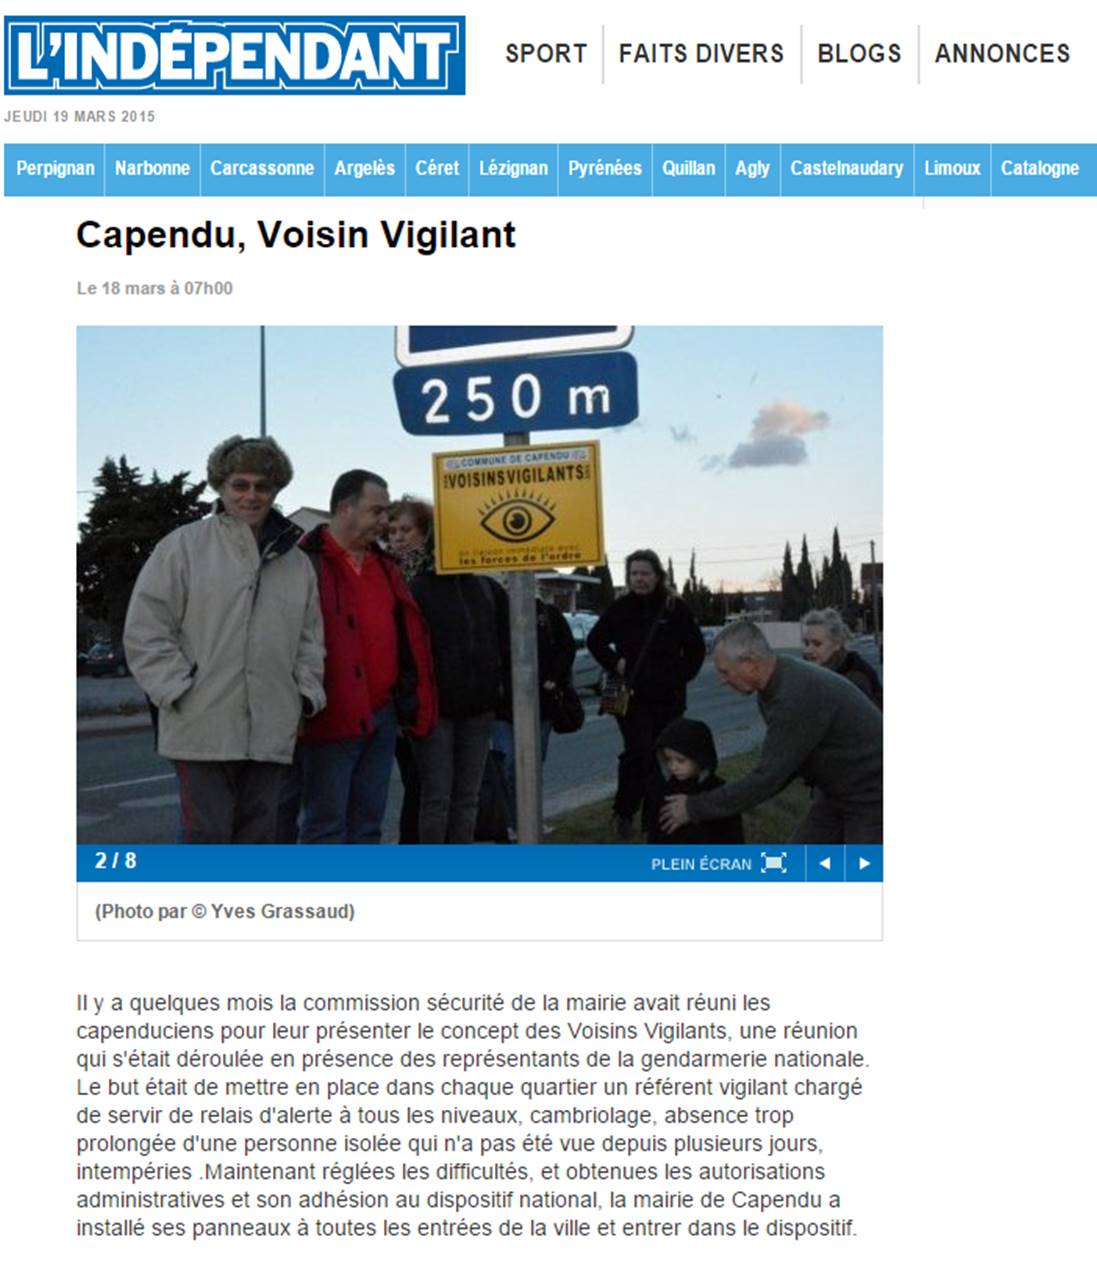 L'INDÉPENDANT
SPORT
FAITS DIVERS
BLOGS
ANNONCES
JEUDI 19 MARS 2015
Perpignan
Narbonne
Carcassonne
Argelès
Céret
Lézignan
Pyrénées
Quillan
Agly
Castelnaudary
Limoux
Catalogne
Capendu, Voisin Vigilant
Le 18 mars à 07h00
250 m
COMMUNE DE CAPENDU
VOISINS VIGILANTS
en liaison immédiate avec
les forces de l'ordre
2 / 8
PLEIN ÉCRAN
(Photo par © Yves Grassaud)
Il y a quelques mois la commission sécurité de la mairie avait réuni les
capenduciens pour leur présenter le concept des Voisins Vigilants, une réunion
qui s'était déroulée en présence des représentants de la gendarmerie nationale.
Le but était de mettre en place dans chaque quartier un référent vigilant chargé
de servir de relais d'alerte à tous les niveaux, cambriolage, absence trop
prolongée d'une personne isolée qui n'a pas été vue depuis plusieurs jours,
intempéries .Maintenant réglées les difficultés, et obtenues les autorisations
administratives et son adhésion au dispositif national, la mairie de Capendu a
installé ses panneaux à toutes les entrées de la ville et entrer dans le dispositif.